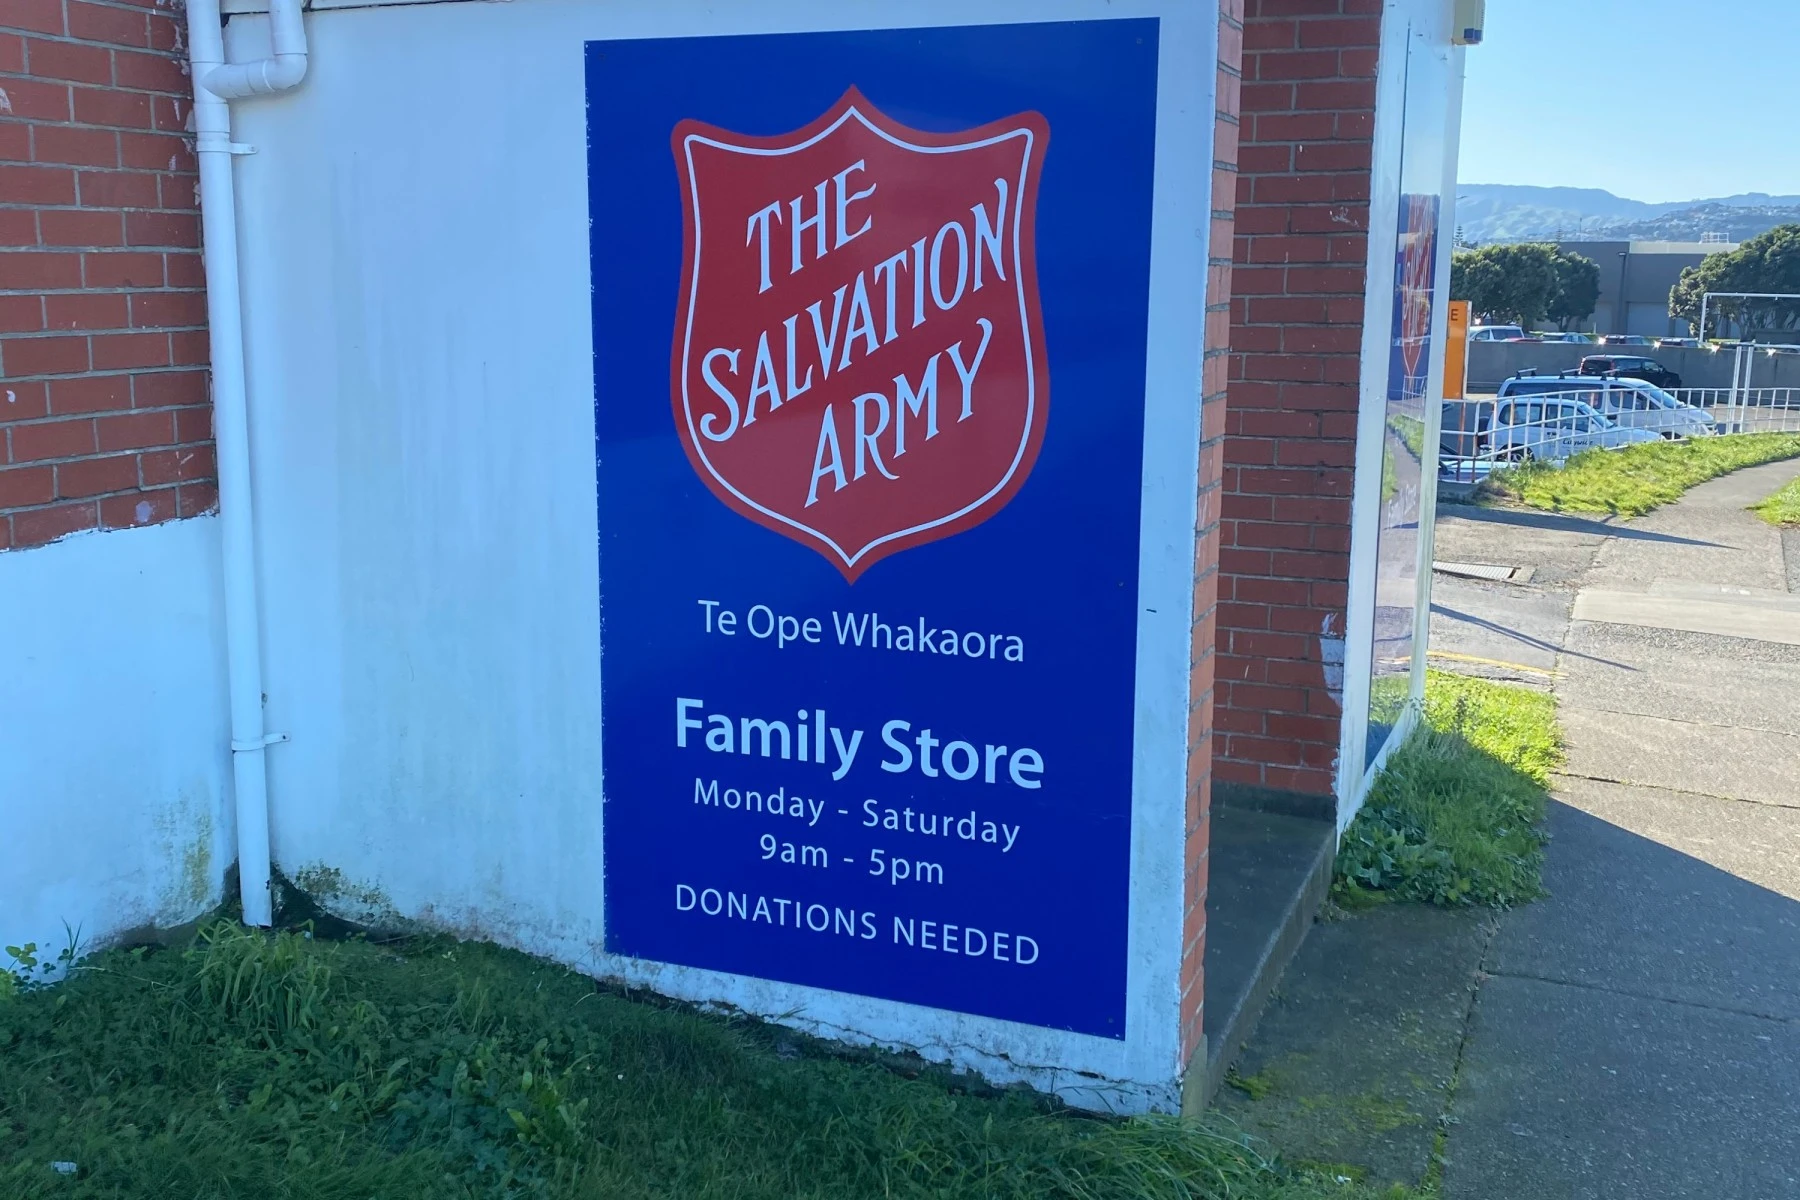 THE
SALVATION
ARMY
Te Ope Whakaora
Family Store
Monday - Saturday
9am - 5pm
DONATIONS NEEDED
E